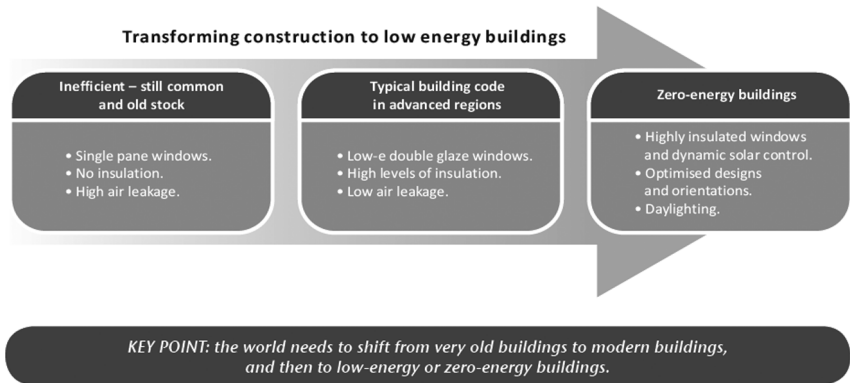 Transforming construction to low energy buildings
Inefficient – still common
and old stock
• Single pane windows.
• No insulation.
• High air leakage.
Typical building code
in advanced regions
• Low-e double glaze windows.
• High levels of insulation.
• Low air leakage.
Zero-energy buildings
• Highly insulated windows
and dynamic solar control.
• Optimised designs
and orientations.
• Daylighting.
KEY POINT: the world needs to shift from very old buildings to modern buildings,
and then to low-energy or zero-energy buildings.